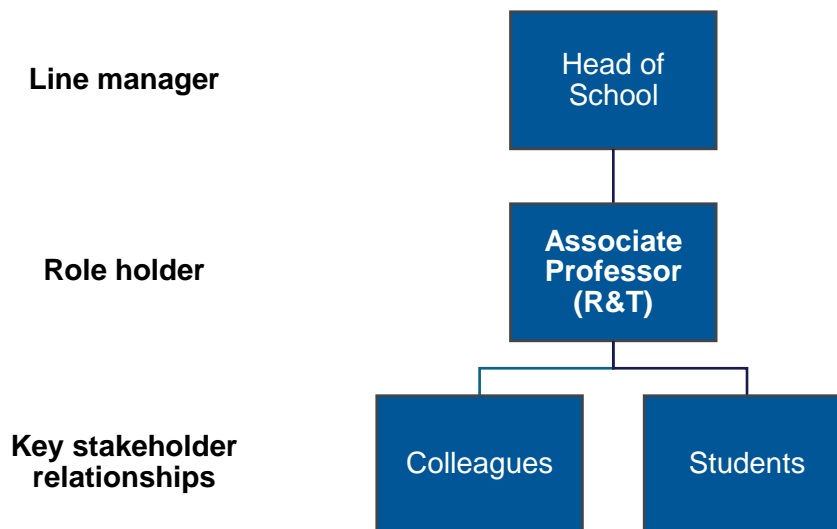 Line manager
Head of
School
Role holder
Associate
Professor
(R&T)
Key stakeholder
relationships
Colleagues
Students